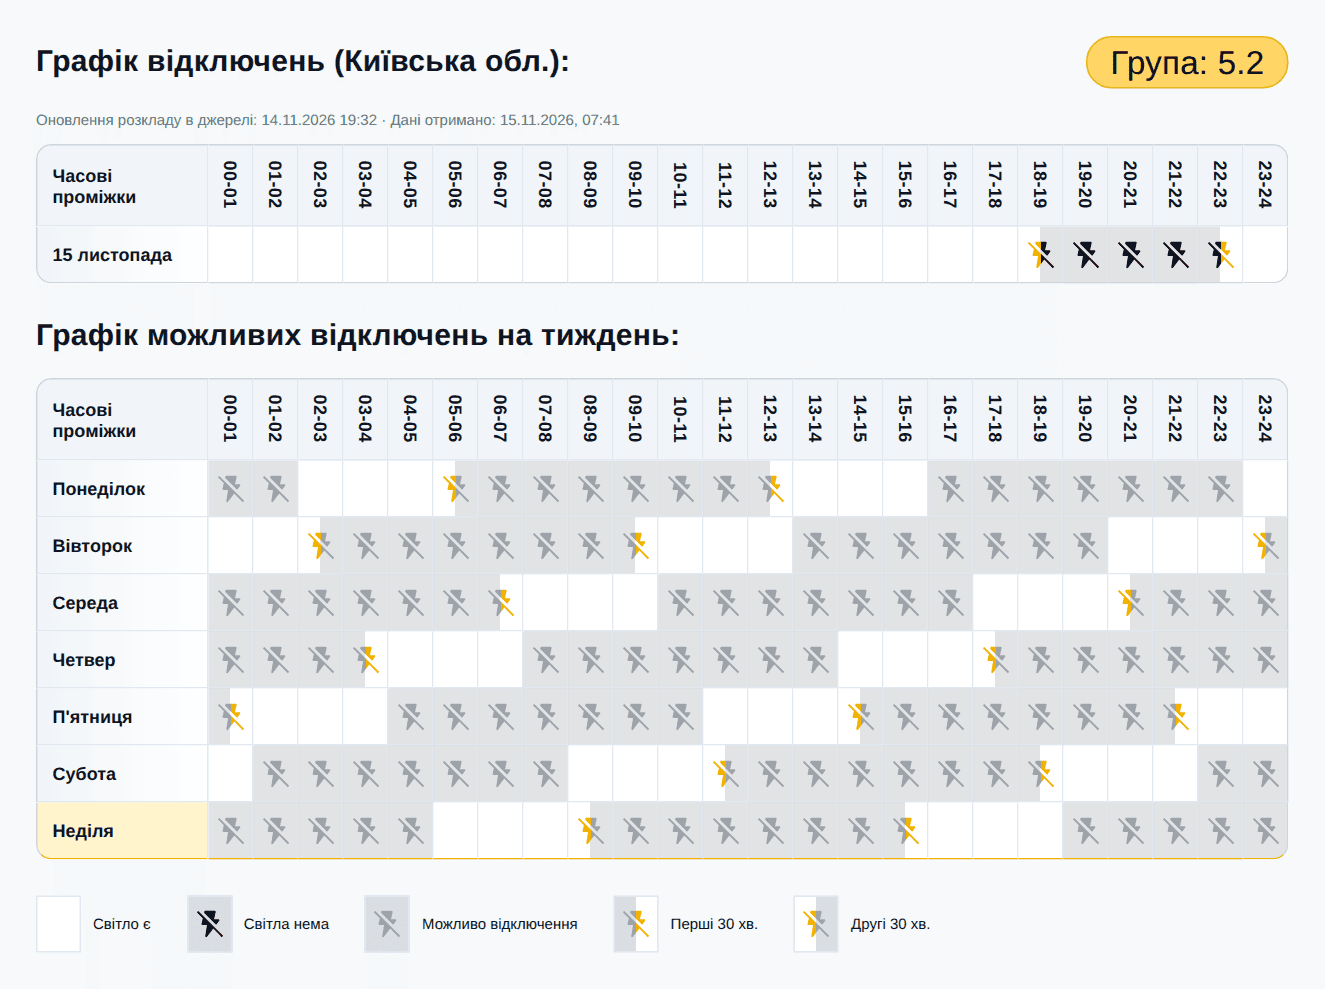 Графік відключень (Київська обл.):
Група: 5.2
Оновлення розкладу в джерелі: 14.11.2026 19:32 · Дані отримано: 15.11.2026, 07:41
Часові
проміжки
00-01 01-02 02-03 03-04 04-05 05-06 06-07 07-08 08-09 09-10 10-11 11-12 12-13 13-14 14-15 15-16 16-17 17-18 18-19 19-20 20-21 21-22 22-23 23-24
15 листопада
Графік можливих відключень на тиждень:
Часові
проміжки
00-01 01-02 02-03 03-04 04-05 05-06 06-07 07-08 08-09 09-10 10-11 11-12 12-13 13-14 14-15 15-16 16-17 17-18 18-19 19-20 20-21 21-22 22-23 23-24
Понеділок
Вівторок
Середа
Четвер
П'ятниця
Субота
Неділя
Світло є
Світла нема
Можливо відключення
Перші 30 хв.
Другі 30 хв.